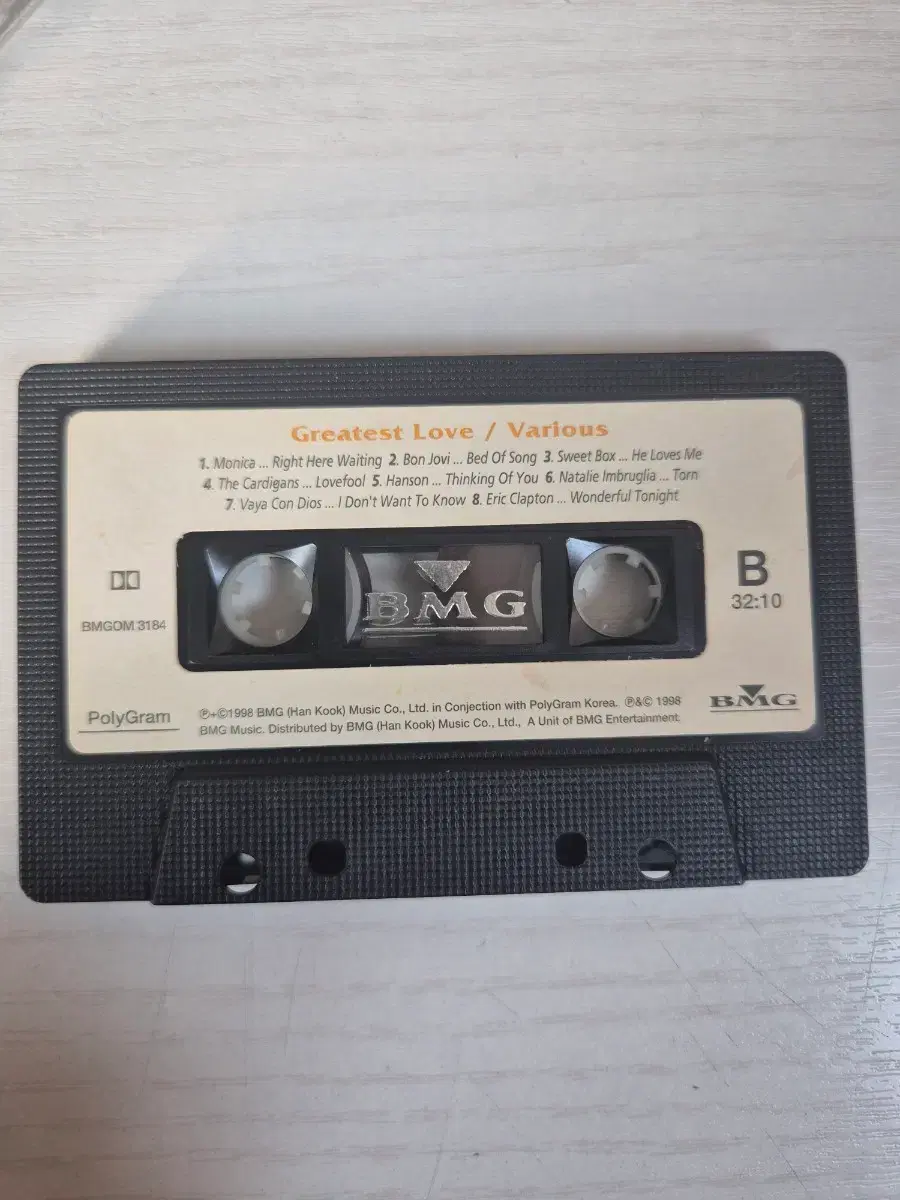 Greatest Love / Various
1. Monica ... Right Here Waiting 2. Bon Jovi ... Bed Of Song 3. Sweet Box ... He Loves Me
4. The Cardigans ... Lovefool 5. Hanson ... Thinking Of You 6. Natalie Imbruglia ... Torn
7. Vaya Con Dios ... I Don't Want To Know 8. Eric Clapton ... Wonderful Tonight
BMG
B
32:10
BMGOM 3184
PolyGram
℗+©1998 BMG (Han Kook) Music Co., Ltd. in Conjection with PolyGram Korea. ℗&© 1998
BMG Music. Distributed by BMG (Han Kook) Music Co., Ltd., A Unit of BMG Entertainment
BMG